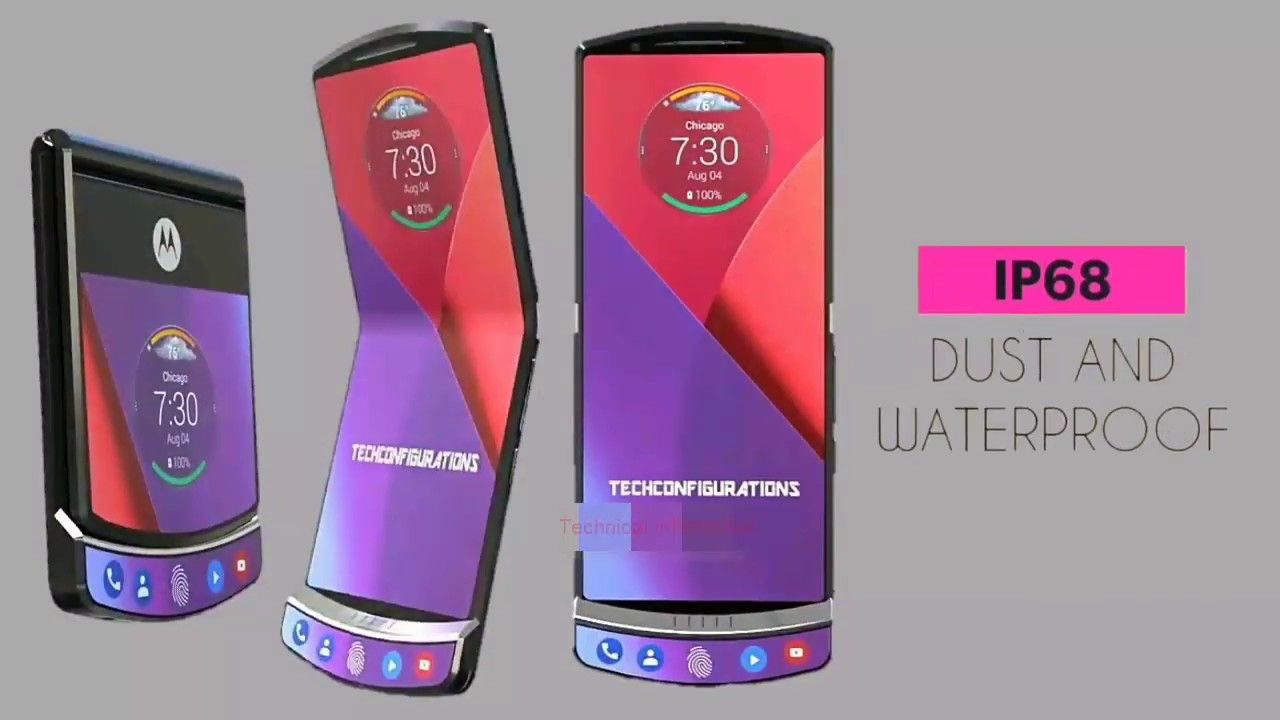 76°
Chicago
7:30
Aug 04
100%
76°
Chicago
7:30
Aug 04
100%
TECHCONFIGURATIONS
76°
Chicago
7:30
Aug 04
100%
TECHCONFIGURATIONS
Technical
IP68
DUST AND
WATERPROOF